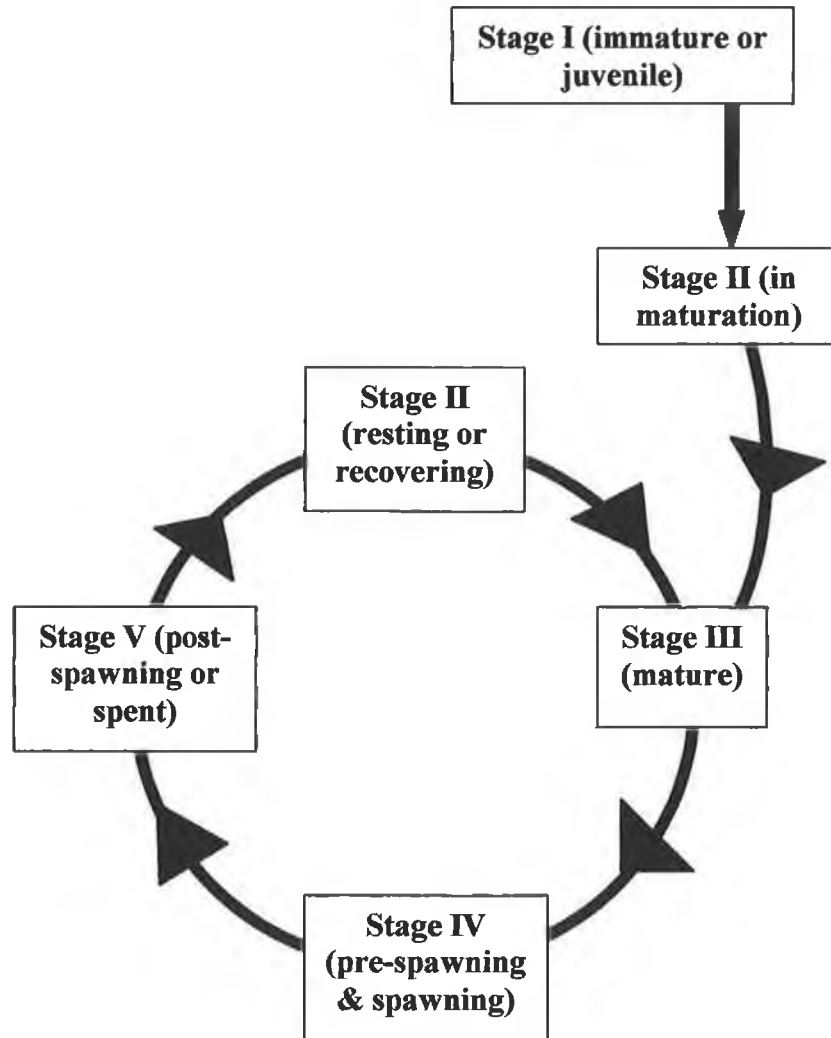 Stage I (immature or
juvenile)
Stage II (in
maturation)
Stage II
(resting or
recovering)
Stage V (post-
spawning or
spent)
Stage III
(mature)
Stage IV
(pre-spawning
& spawning)